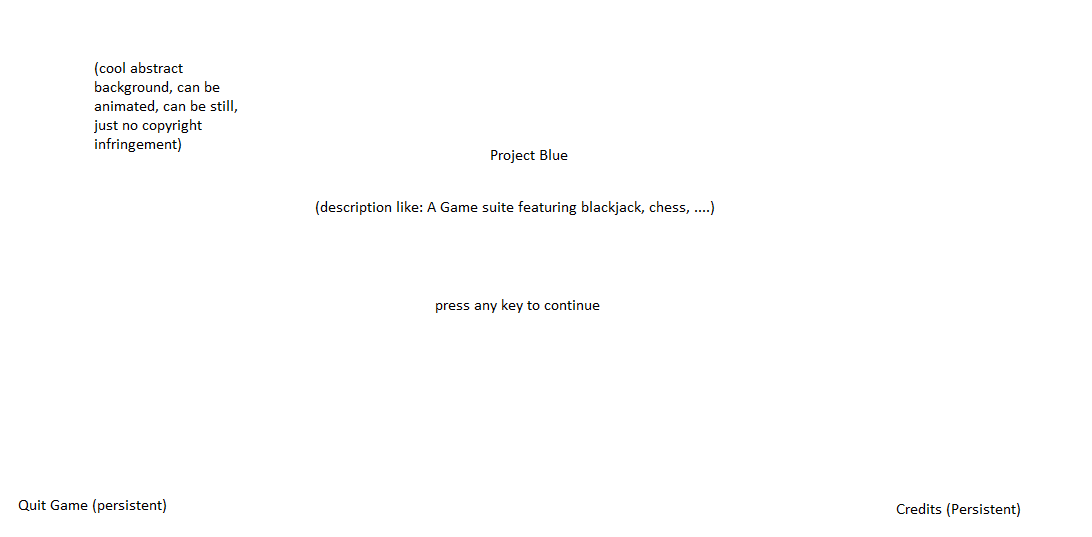 (cool abstract
background, can be
animated, can be still,
just no copyright
infringement)
Project Blue
(description like: A Game suite featuring blackjack, chess, ....)
press any key to continue
Quit Game (persistent)
Credits (Persistent)